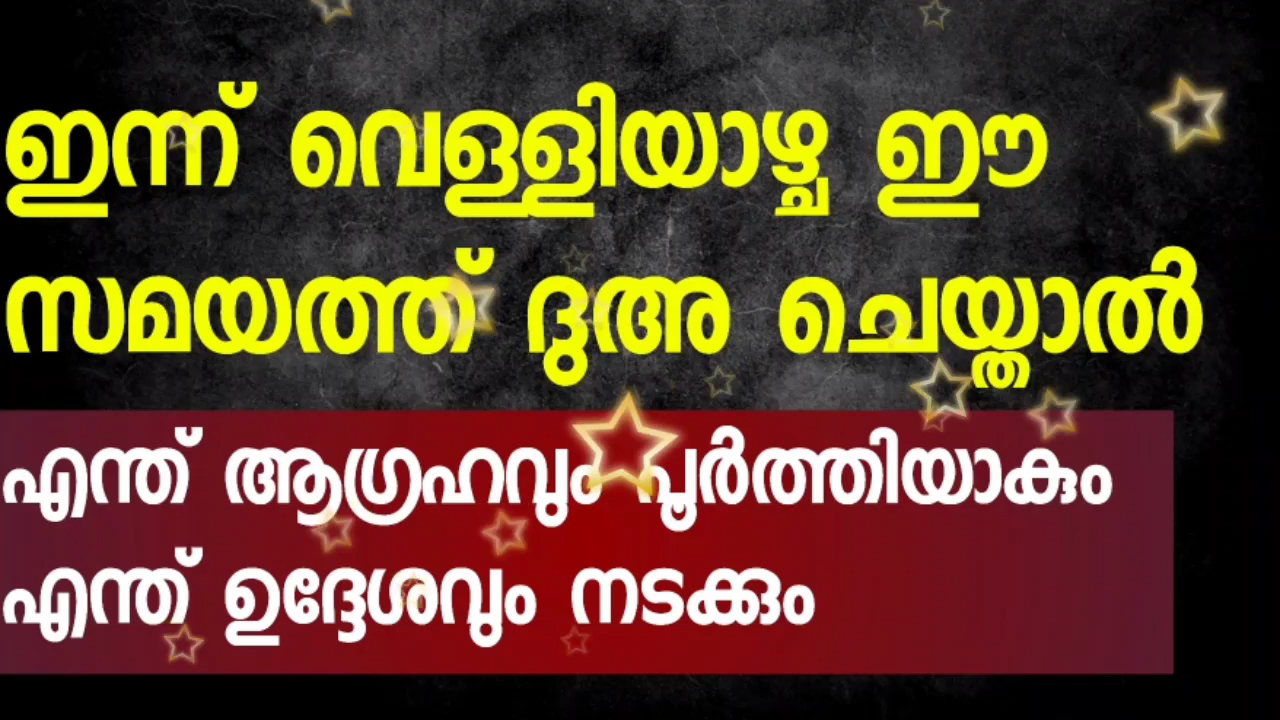 ഇന്ന് വെള്ളിയാഴ്ച ഈ
സമയത്ത് ദുഅ ചെയ്താൽ
എന്ത് ആഗ്രഹവും പൂർത്തിയാകും
എന്ത് ഉദ്ദേശവും നടക്കും